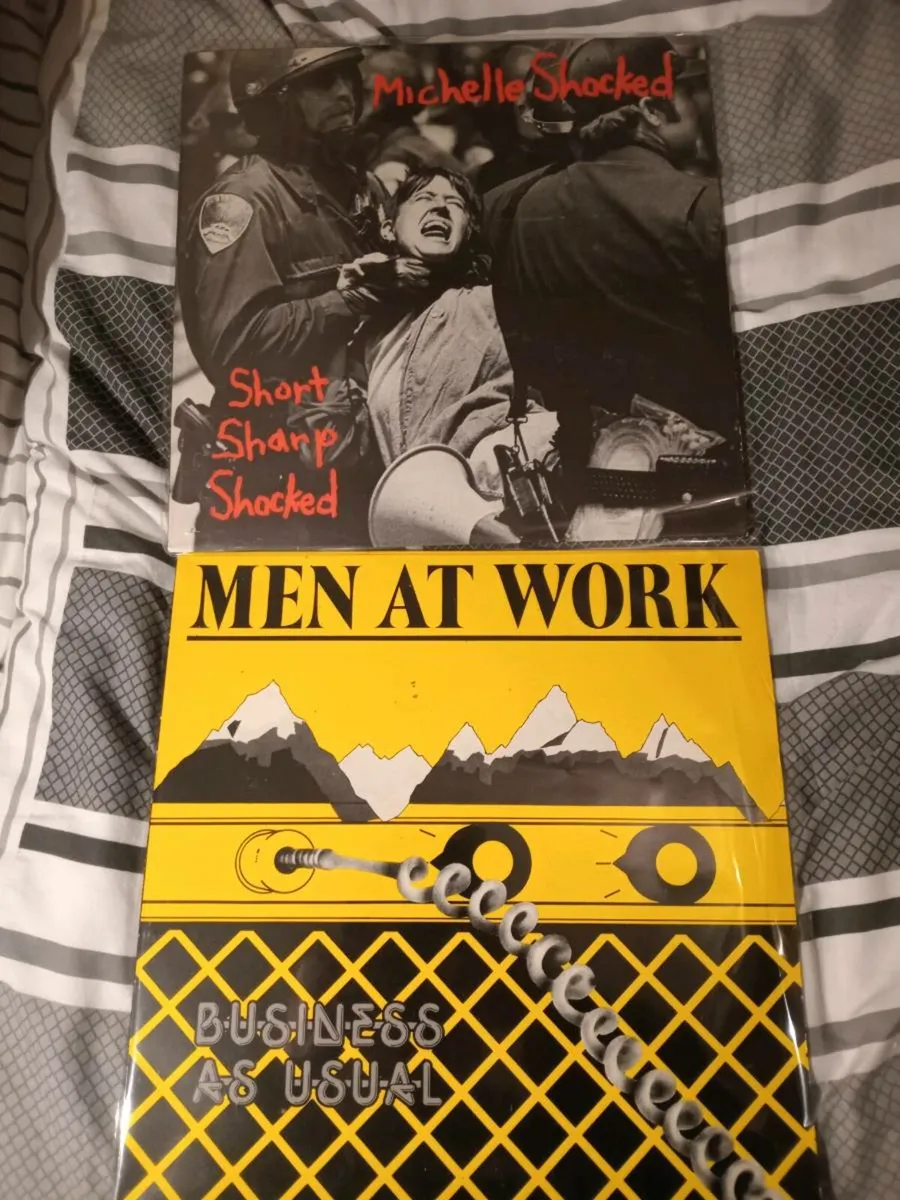 Michelle Shocked
Short
Sharp
Shocked
MEN AT WORK
BUSINESS
AS USUAL